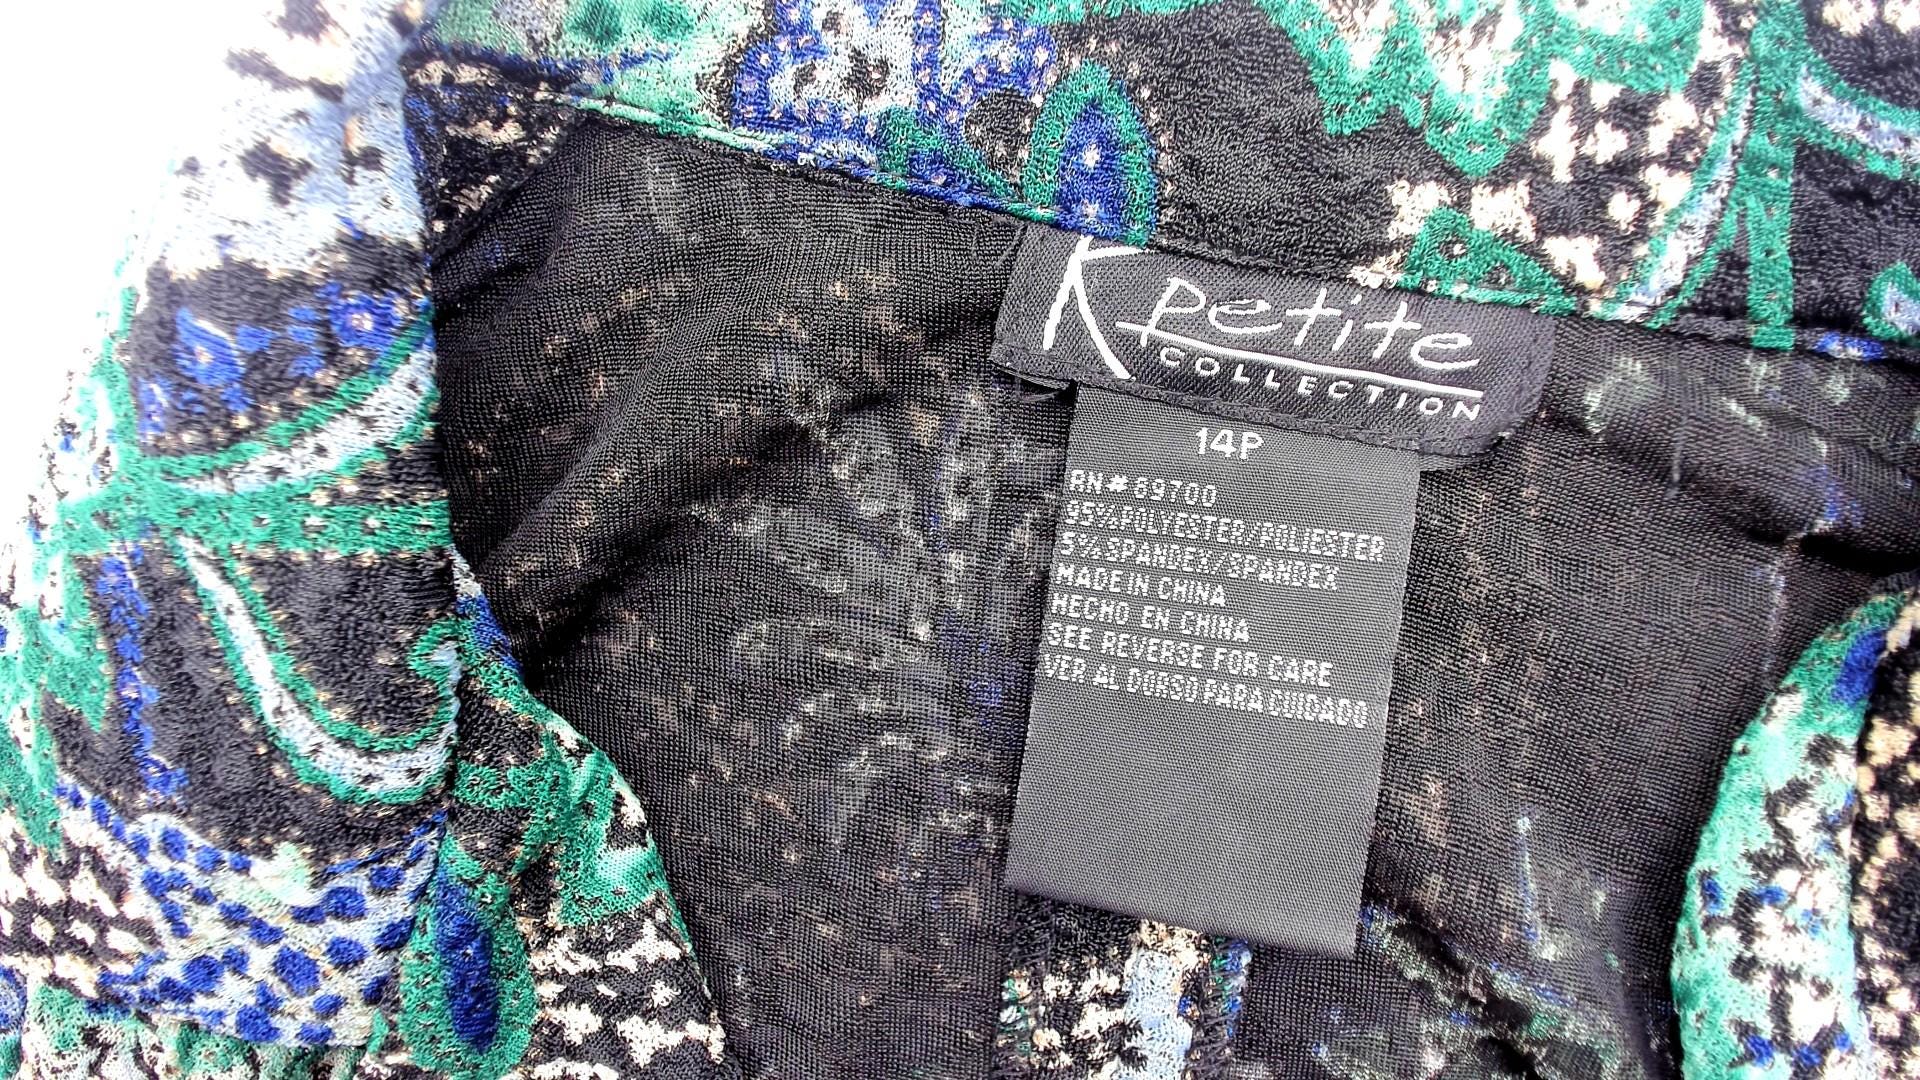 K petite
COLLECTION
14P
RN#69700
95%POLYESTER/POLIESTER
5%SPANDEX/SPANDEX
MADE IN CHINA
HECHO EN CHINA
SEE REVERSE FOR CARE
VER AL DORSO PARA CUIDADO